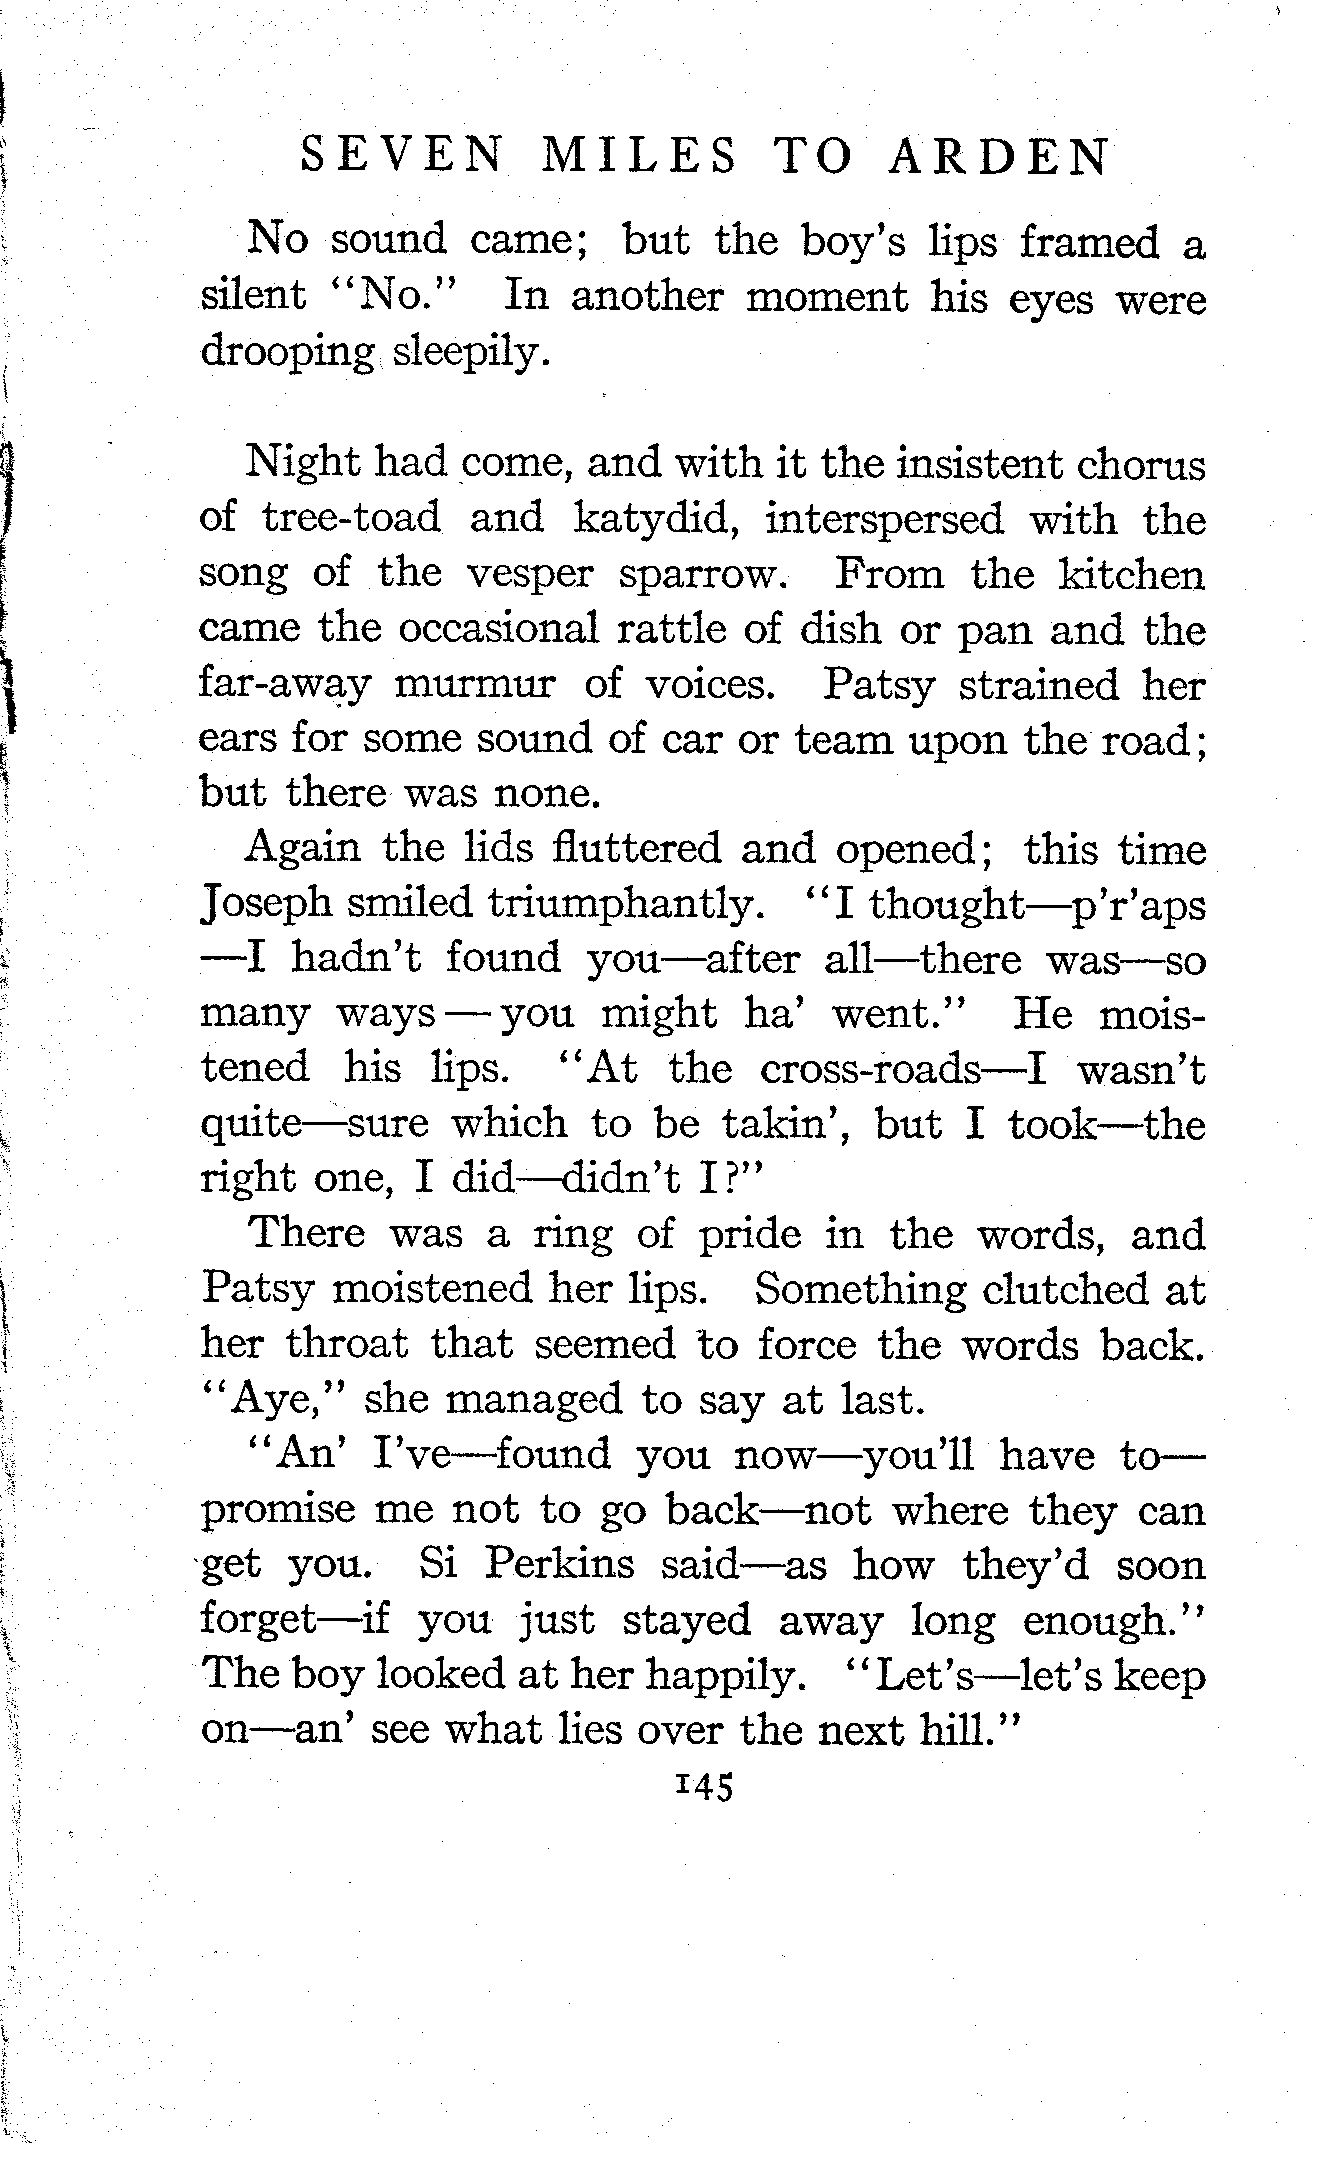 SEVEN MILES TO ARDEN
No sound came; but the boy's lips framed a
silent "No." In another moment his eyes were
drooping sleepily.
Night had come, and with it the insistent chorus
of tree-toad and katydid, interspersed with the
song of the vesper sparrow. From the kitchen
came the occasional rattle of dish or pan and the
far-away murmur of voices. Patsy strained her
ears for some sound of car or team upon the road;
but there was none.
Again the lids fluttered and opened; this time
Joseph smiled triumphantly. "I thought—p'r'aps
—I hadn't found you—after all—there was—so
many ways—you might ha' went." He mois-
tened his lips. "At the cross-roads—I wasn't
quite—sure which to be takin', but I took—the
right one, I did—didn't I?"
There was a ring of pride in the words, and
Patsy moistened her lips. Something clutched at
her throat that seemed to force the words back.
"Aye," she managed to say at last.
"An' I've—found you now—you'll have to—
promise me not to go back—not where they can
get you. Si Perkins said—as how they'd soon
forget—if you just stayed away long enough."
The boy looked at her happily. "Let's—let's keep
on—an' see what lies over the next hill."
145